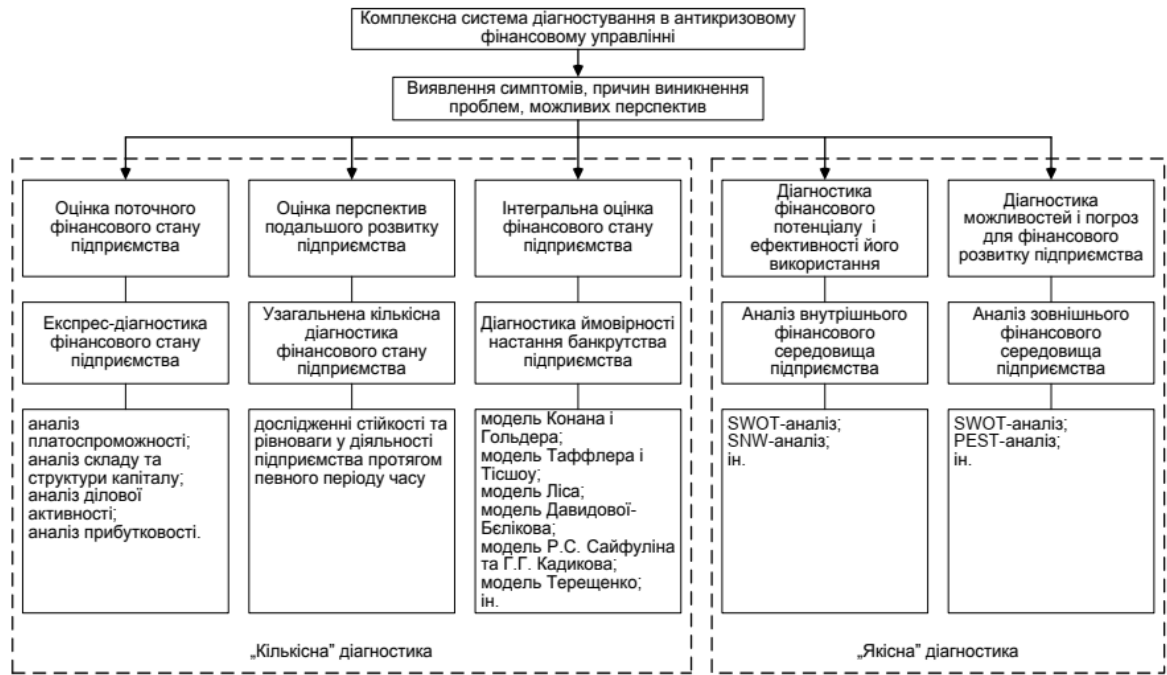 Комплексна система діагностування в антикризовому
фінансовому управлінні
Виявлення симптомів, причин виникнення
проблем, можливих перспектив
Оцінка поточного
фінансового стану
підприємства
Оцінка перспектив
подальшого розвитку
підприємства
Інтегральна оцінка
фінансового стану
підприємства
Діагностика
фінансового
потенціалу і
ефективності його
використання
Діагностика
можливостей і погроз
для фінансового
розвитку підприємства
Експрес-діагностика
фінансового стану
підприємства
Узагальнена кількісна
діагностика
фінансового стану
підприємства
Діагностика ймовірності
настання банкрутства
підприємства
Аналіз внутрішнього
фінансового
середовища
підприємства
Аналіз зовнішнього
фінансового
середовища
підприємства
аналіз
платоспроможності;
аналіз складу та
структури капіталу;
аналіз ділової
активності;
аналіз прибутковості.
дослідженні стійкості та
рівноваги у діяльності
підприємства протягом
певного періоду часу
модель Конана і
Гольдера;
модель Таффлера і
Тісшоу;
модель Ліса;
модель Давидової-
Бєлікова;
модель Р.С. Сайфуліна
та Г.Г. Кадикова;
модель Терещенко;
ін.
SWOT-аналіз;
SNW-аналіз;
ін.
SWOT-аналіз;
PEST-аналіз;
ін.
„Кількісна” діагностика
„Якісна” діагностика